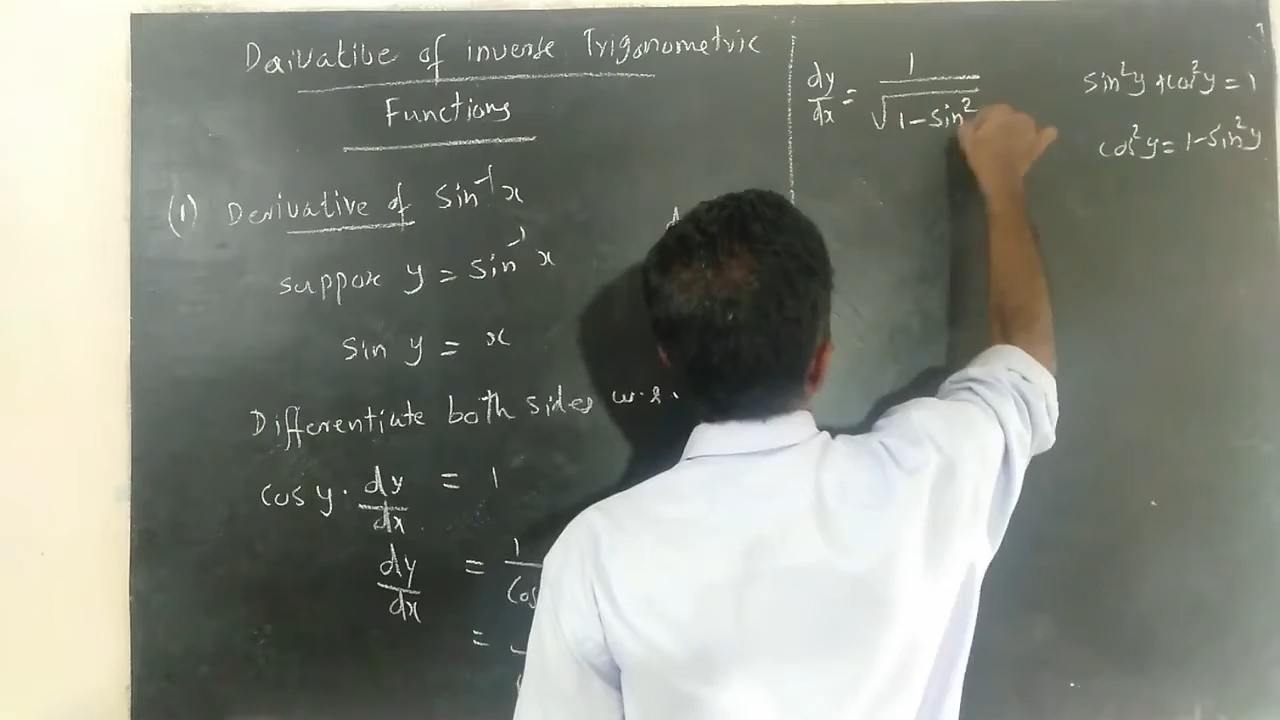 Derivative of inverse Trigonometric
Functions
(1) Derivative of Sin⁻¹x
suppose y = Sin⁻¹x
Sin y = x
Differentiate both sides w.r.
cos y · dy/dx = 1
dy/dx = 1/Cos
=
dy/dx = 1/√1-Sin²
sin²y + cos²y = 1
cos²y = 1-Sin²y